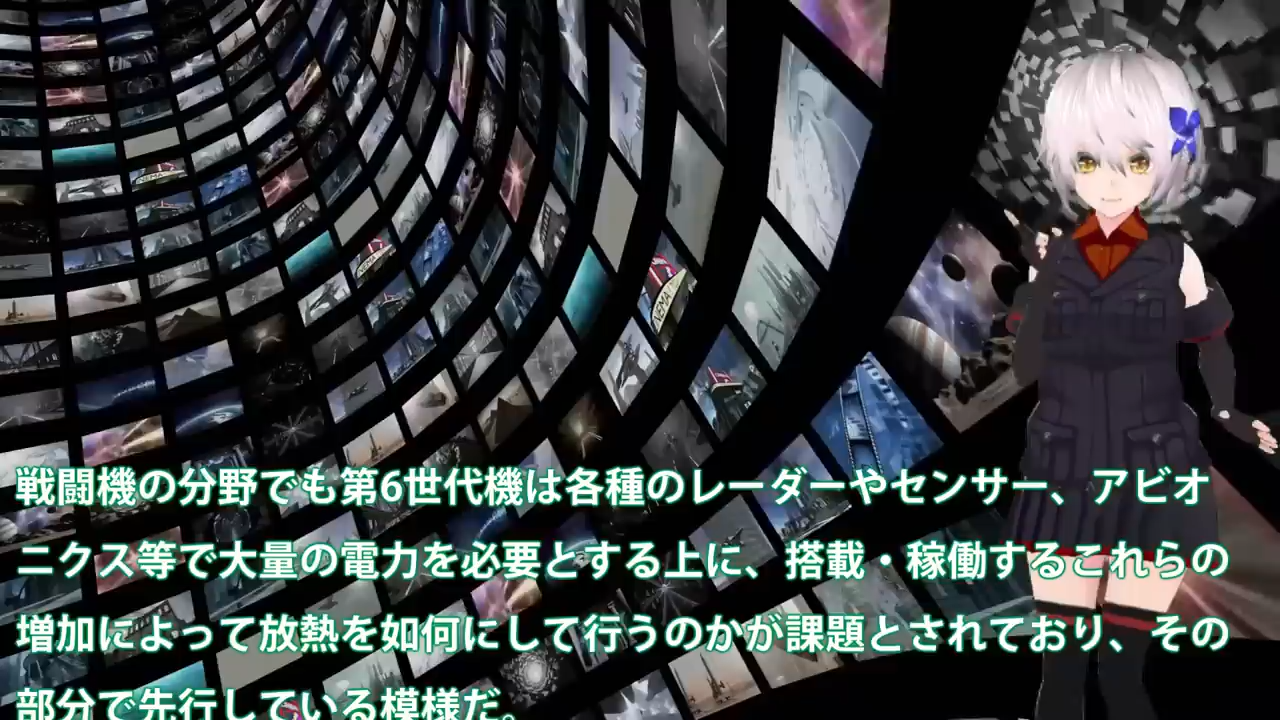 戦闘機の分野でも第6世代機は各種のレーダーやセンサー、アビオ
ニクス等で大量の電力を必要とする上に、搭載・稼働するこれらの
増加によって放熱を如何にして行うのかが課題とされており、その
部分で先行している模様だ。